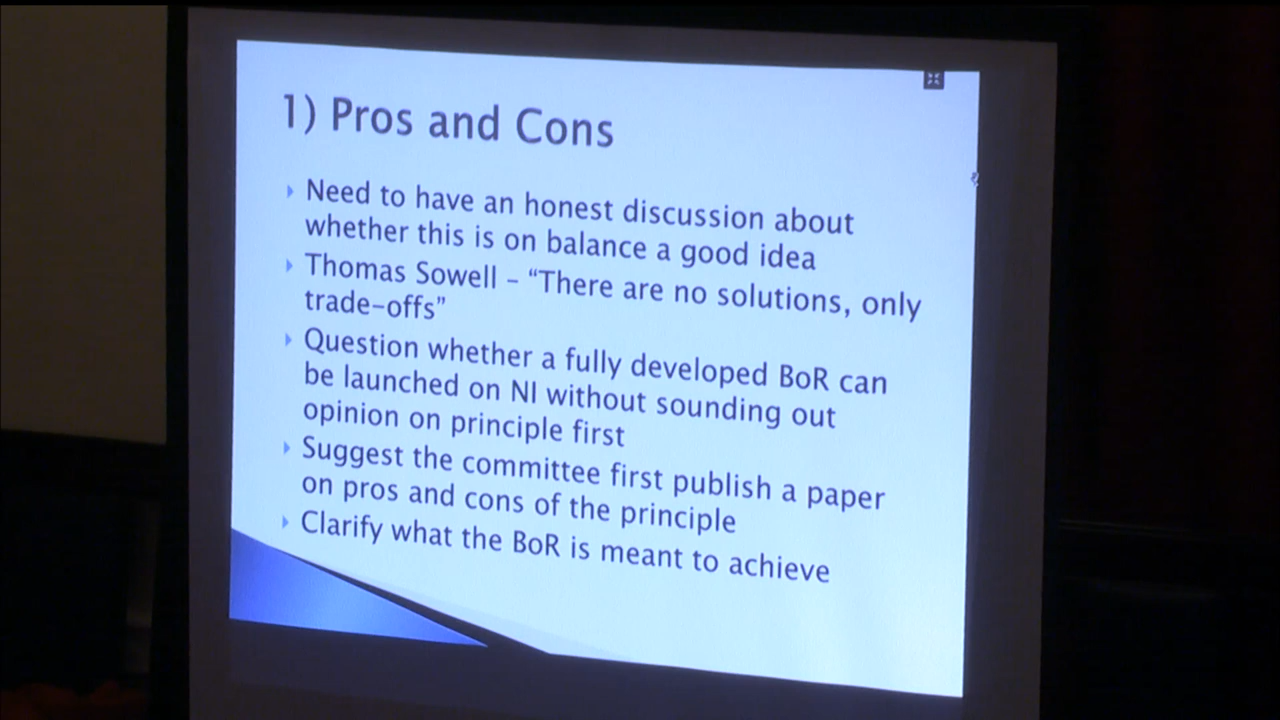 1) Pros and Cons
Need to have an honest discussion about
whether this is on balance a good idea
Thomas Sowell – “There are no solutions, only
trade-offs”
Question whether a fully developed BoR can
be launched on NI without sounding out
opinion on principle first
Suggest the committee first publish a paper
on pros and cons of the principle
Clarify what the BoR is meant to achieve